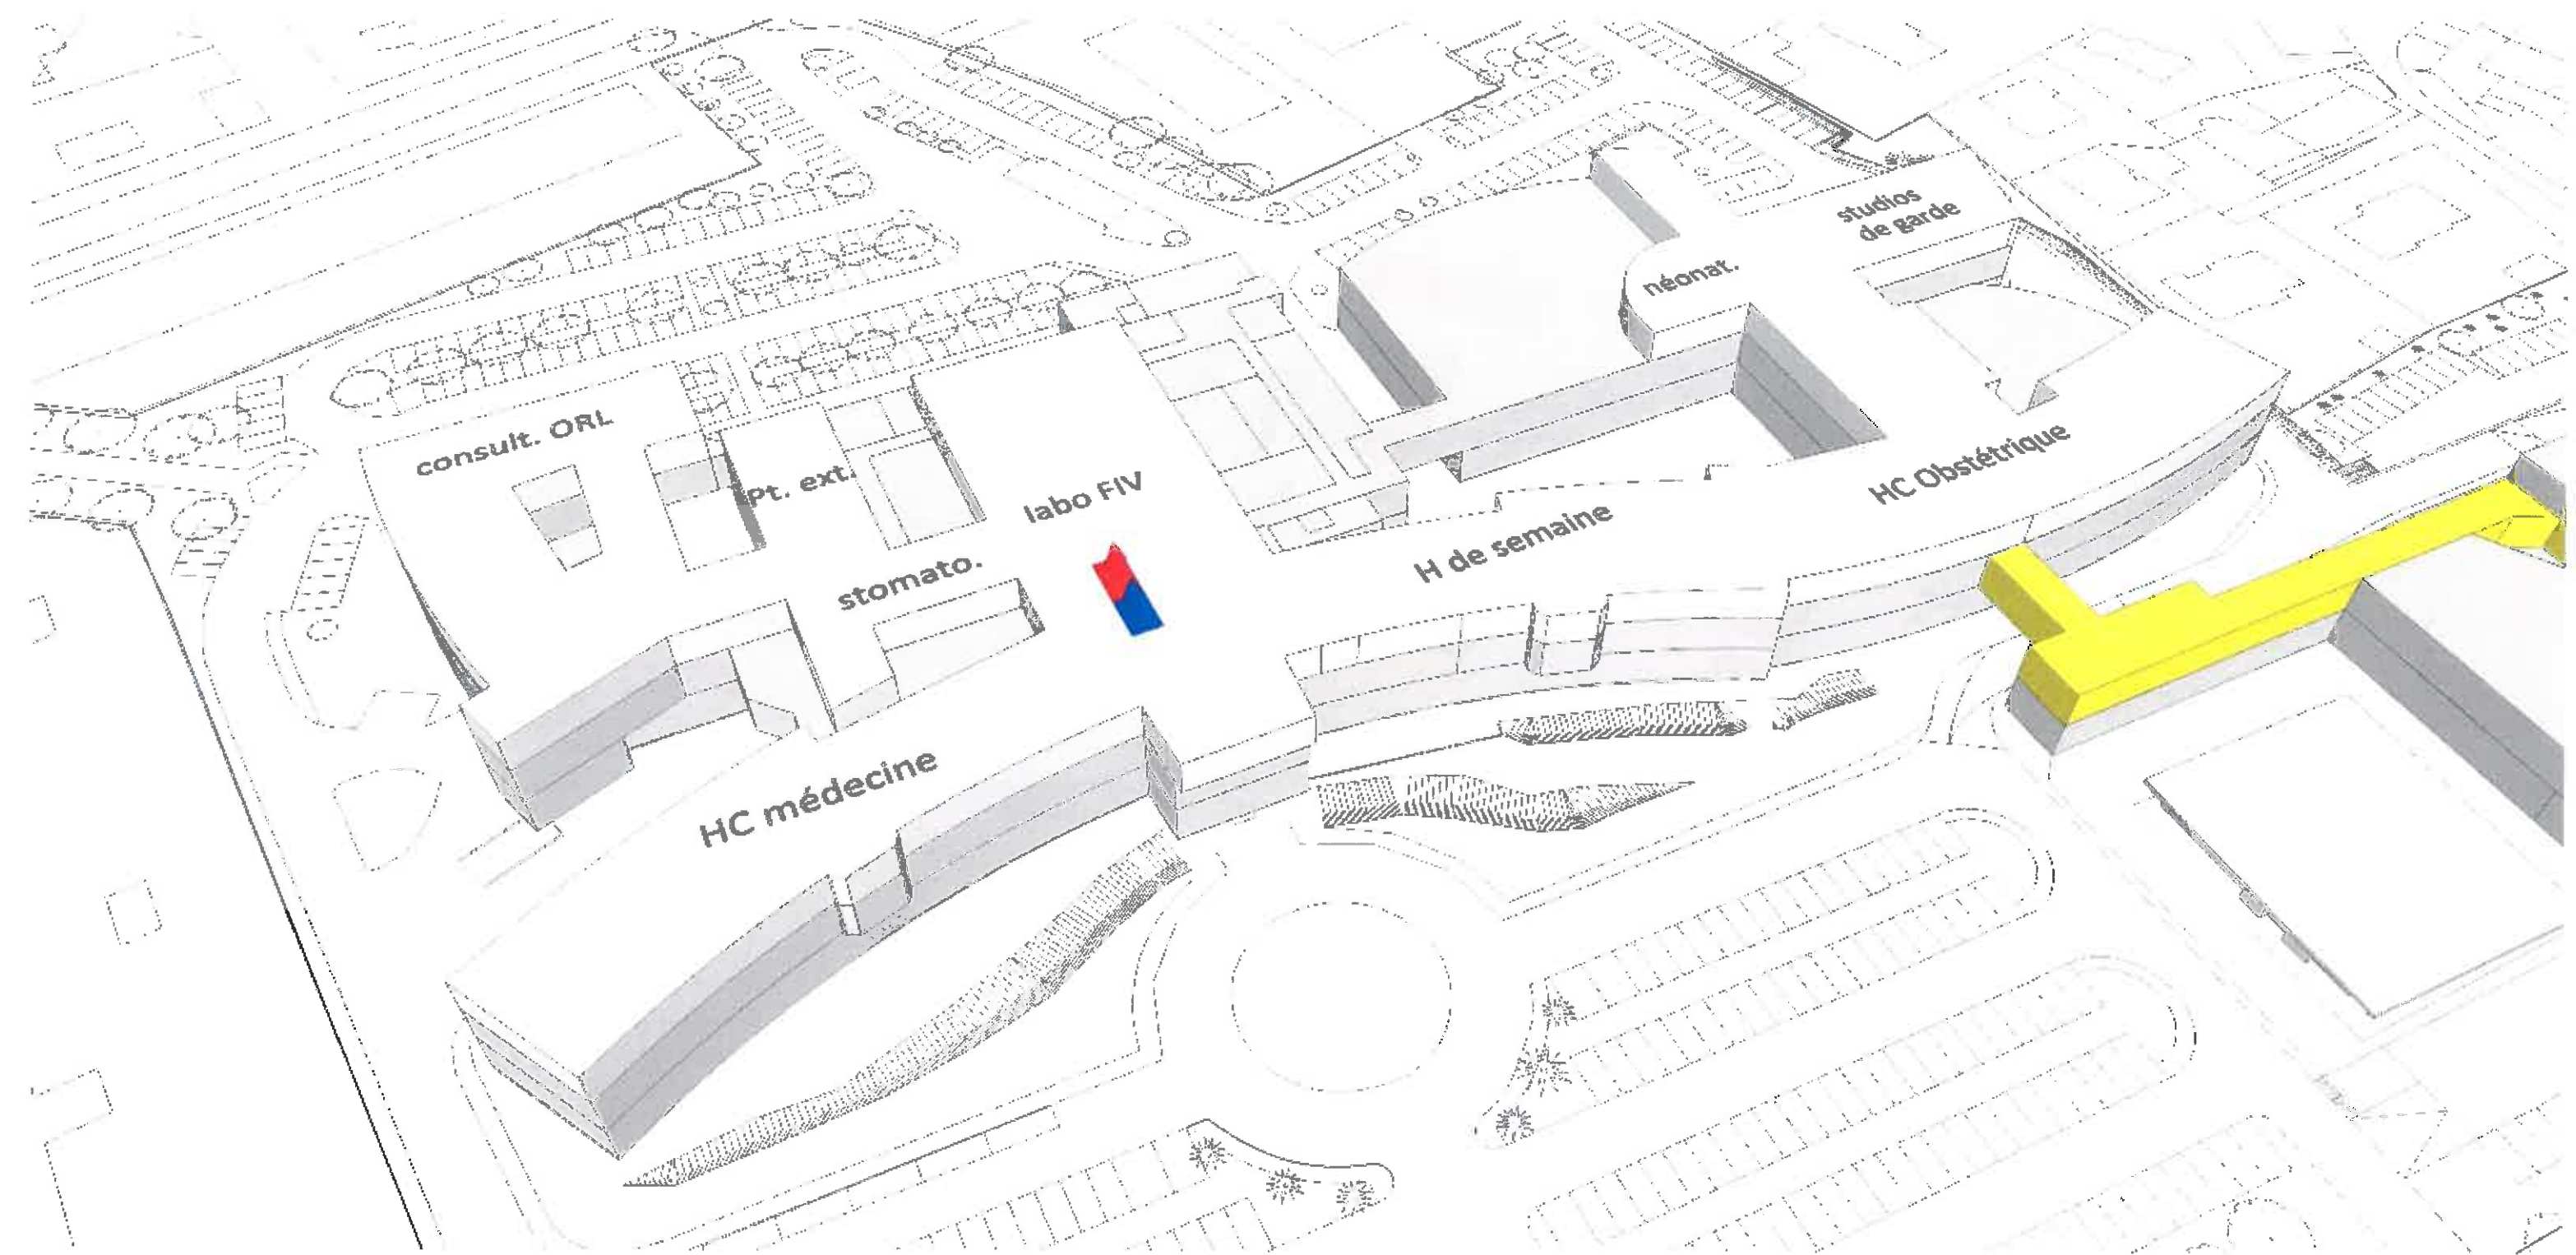 studios
de garde
néonat.
consult. ORL
HC Obstétrique
Pt. ext.
labo FIV
H de semaine
stomato.
HC médecine